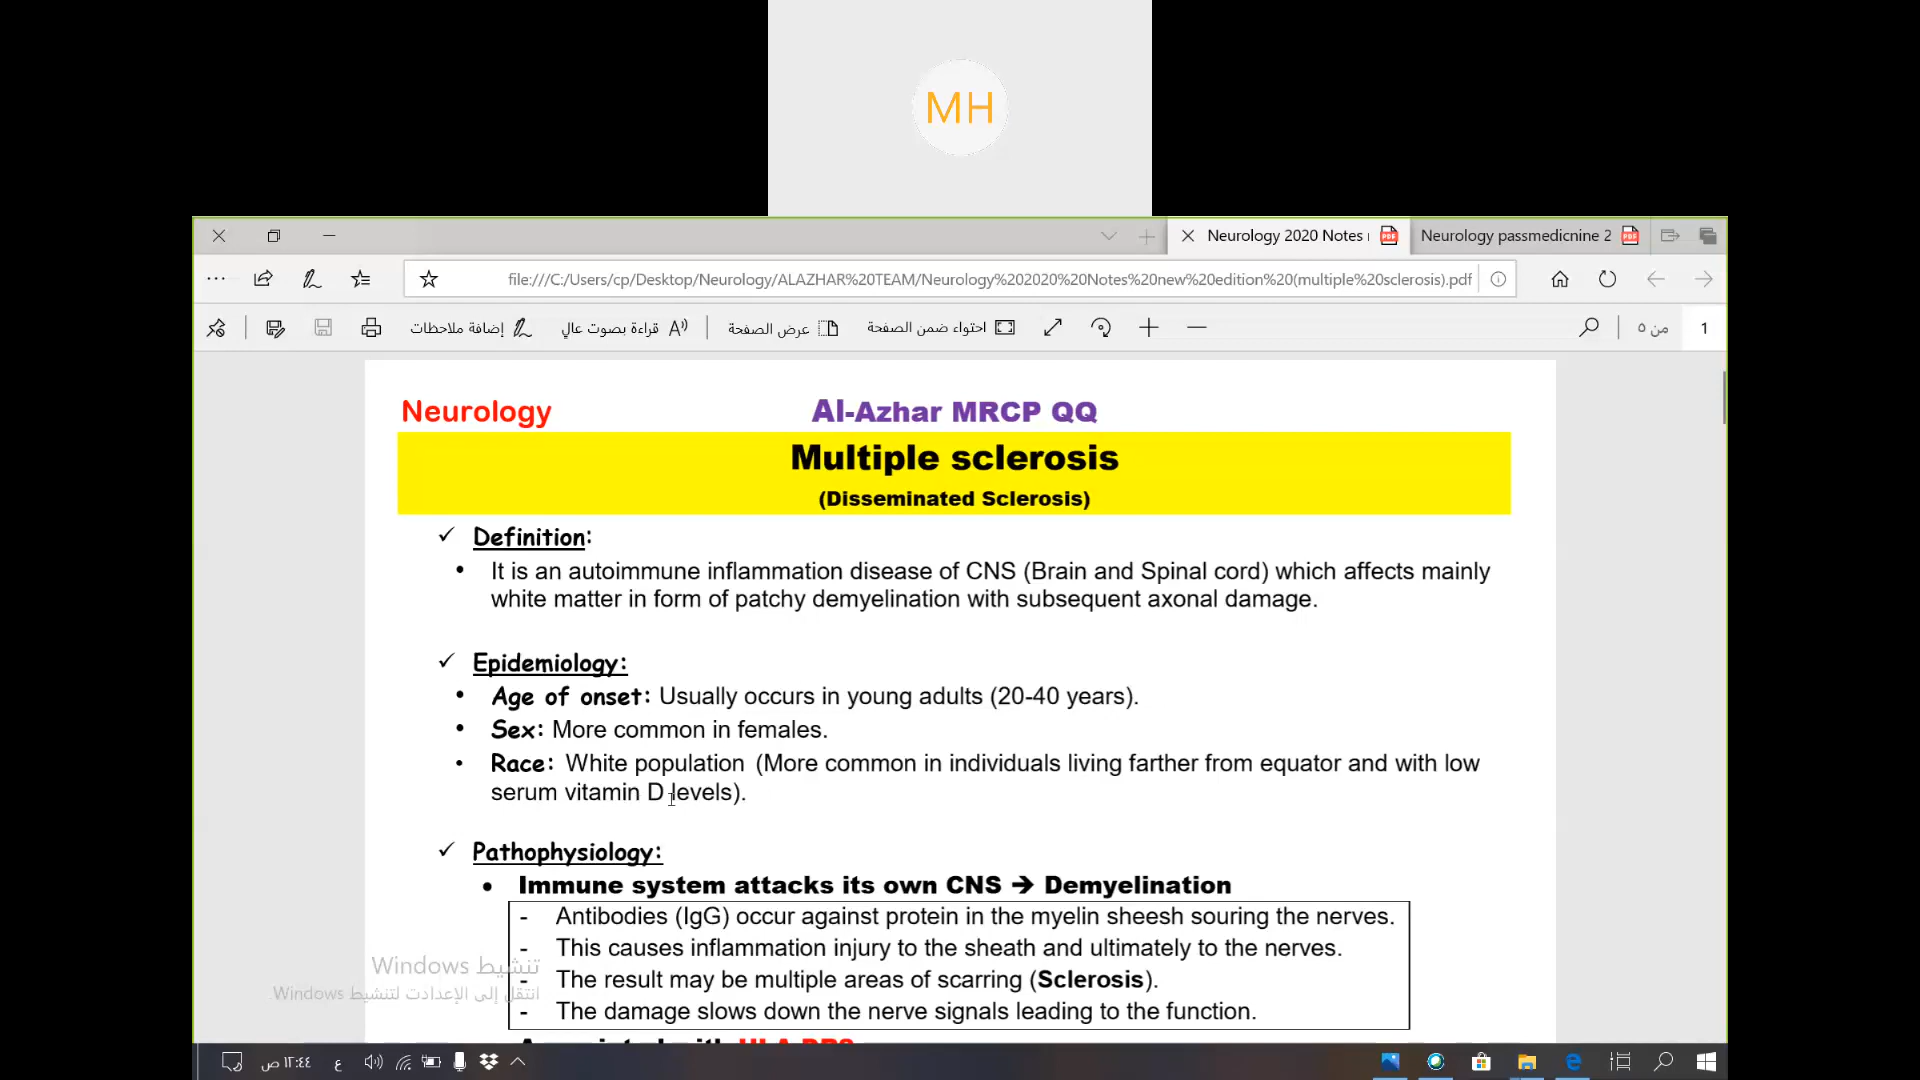 MH
Neurology 2020 Notes
Neurology passmedicnine 2
file:///C:/Users/cp/Desktop/Neurology/ALAZHAR%20TEAM/Neurology%202020%20Notes%20new%20edition%20(multiple%20sclerosis).pdf
إضافة ملاحظات
قراءة بصوت عالٍ
عرض الصفحة
احتواء ضمن الصفحة
من ٥
1
Neurology
Al-Azhar MRCP QQ
Multiple sclerosis
(Disseminated Sclerosis)
✓ Definition:
• It is an autoimmune inflammation disease of CNS (Brain and Spinal cord) which affects mainly
white matter in form of patchy demyelination with subsequent axonal damage.
✓ Epidemiology:
• Age of onset: Usually occurs in young adults (20-40 years).
• Sex: More common in females.
• Race: White population (More common in individuals living farther from equator and with low
serum vitamin D levels).
✓ Pathophysiology:
• Immune system attacks its own CNS → Demyelination
- Antibodies (IgG) occur against protein in the myelin sheesh souring the nerves.
- This causes inflammation injury to the sheath and ultimately to the nerves.
- The result may be multiple areas of scarring (Sclerosis).
- The damage slows down the nerve signals leading to the function.
تنشيط Windows
انتقل إلى الإعدادات لتنشيط Windows.
١٢:٤٤ ص
ع